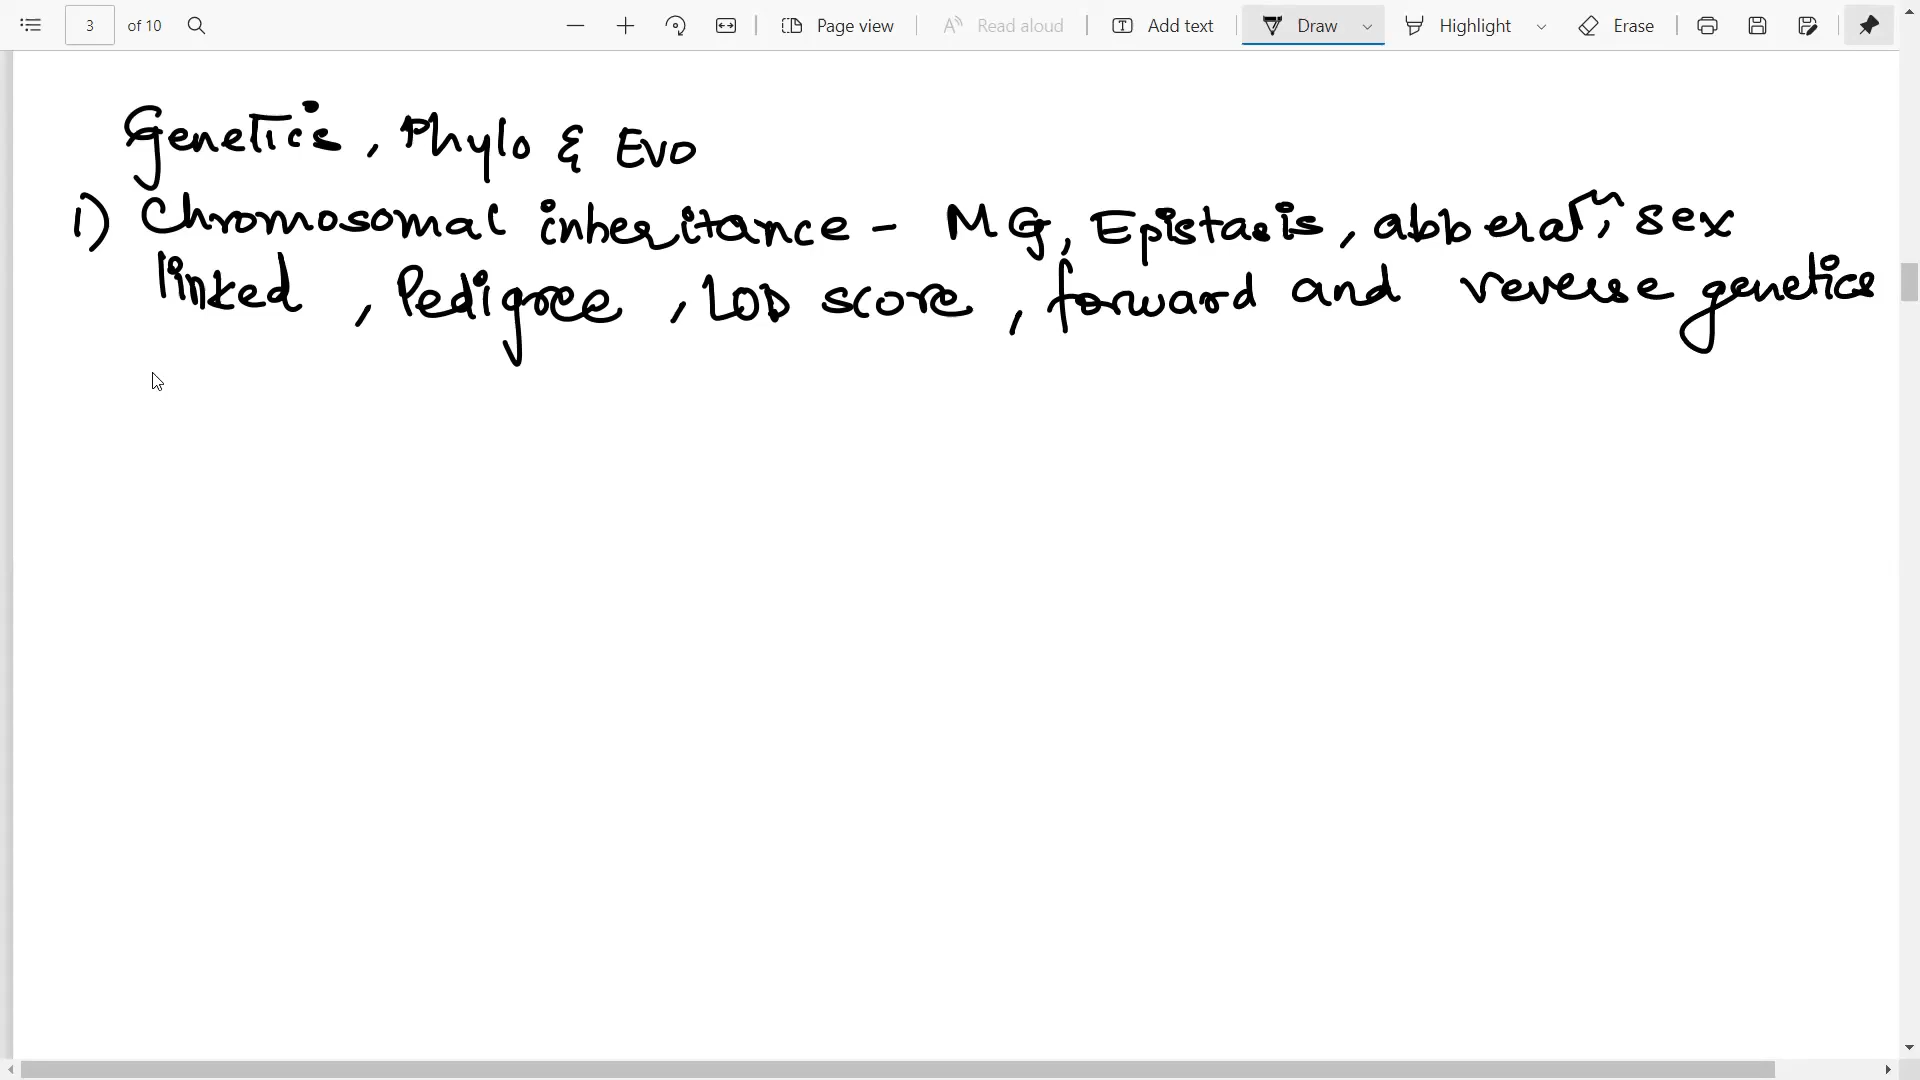 3 of 10 Page view Read aloud Add text Draw Highlight Erase
Genetics, Phylo & Evo
1) Chromosomal inheritance - MG, Epistasis, abberatn, sex
linked, Pedigree, LOD score, forward and reverse genetics